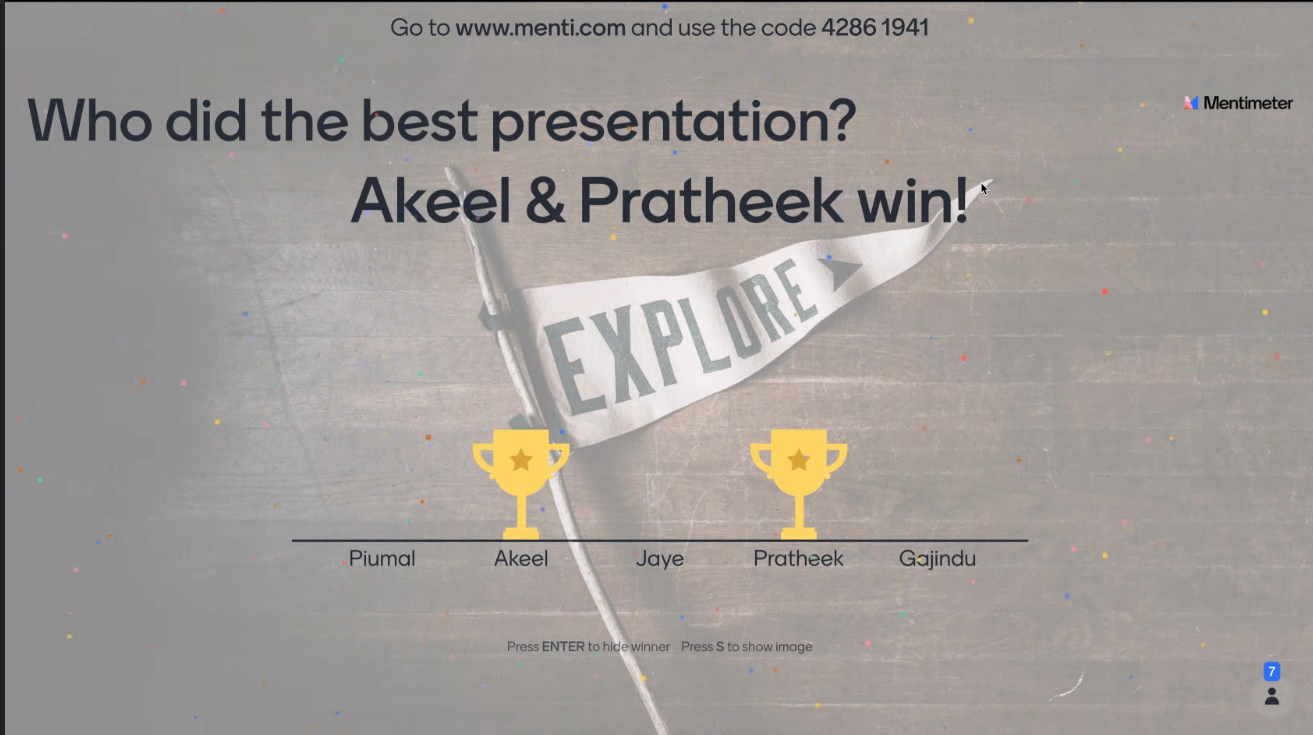 Go to www.menti.com and use the code 4286 1941
Mentimeter
Who did the best presentation?
Akeel & Pratheek win!
EXPLORE
Piumal Akeel Jaye Pratheek Gajindu
Press ENTER to hide winner Press S to show image
7